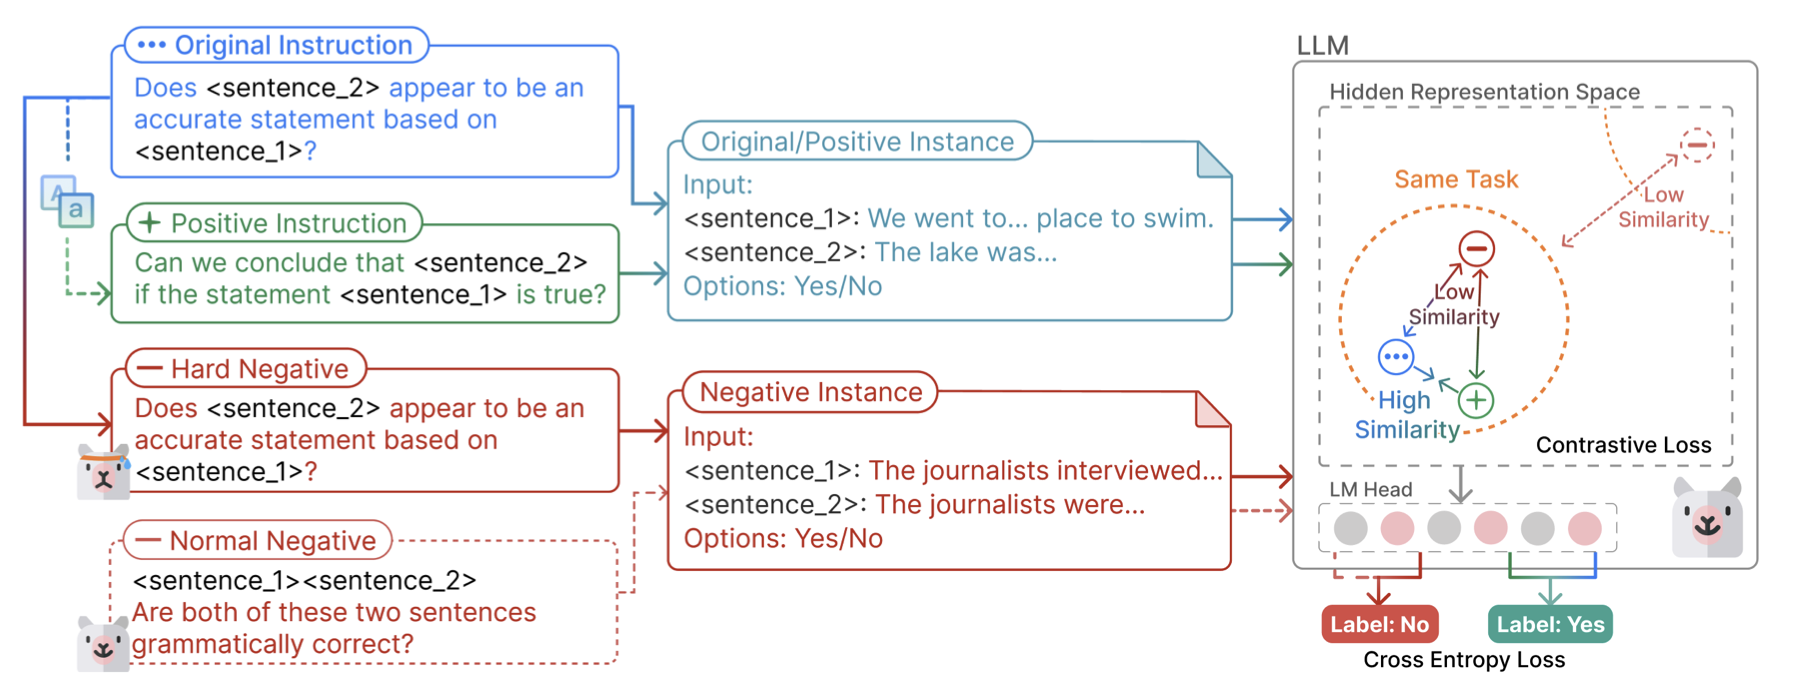 Original Instruction
Does <sentence_2> appear to be an
accurate statement based on
<sentence_1>?
A
a
Positive Instruction
Can we conclude that <sentence_2>
if the statement <sentence_1> is true?
Hard Negative
Does <sentence_2> appear to be an
accurate statement based on
<sentence_1>?
Normal Negative
<sentence_1><sentence_2>
Are both of these two sentences
grammatically correct?
Original/Positive Instance
Input:
<sentence_1>: We went to... place to swim.
<sentence_2>: The lake was...
Options: Yes/No
Negative Instance
Input:
<sentence_1>: The journalists interviewed...
<sentence_2>: The journalists were...
Options: Yes/No
LLM
Hidden Representation Space
Same Task
Low
Similarity
Low
Similarity
High
Similarity
Contrastive Loss
LM Head
Label: No
Label: Yes
Cross Entropy Loss